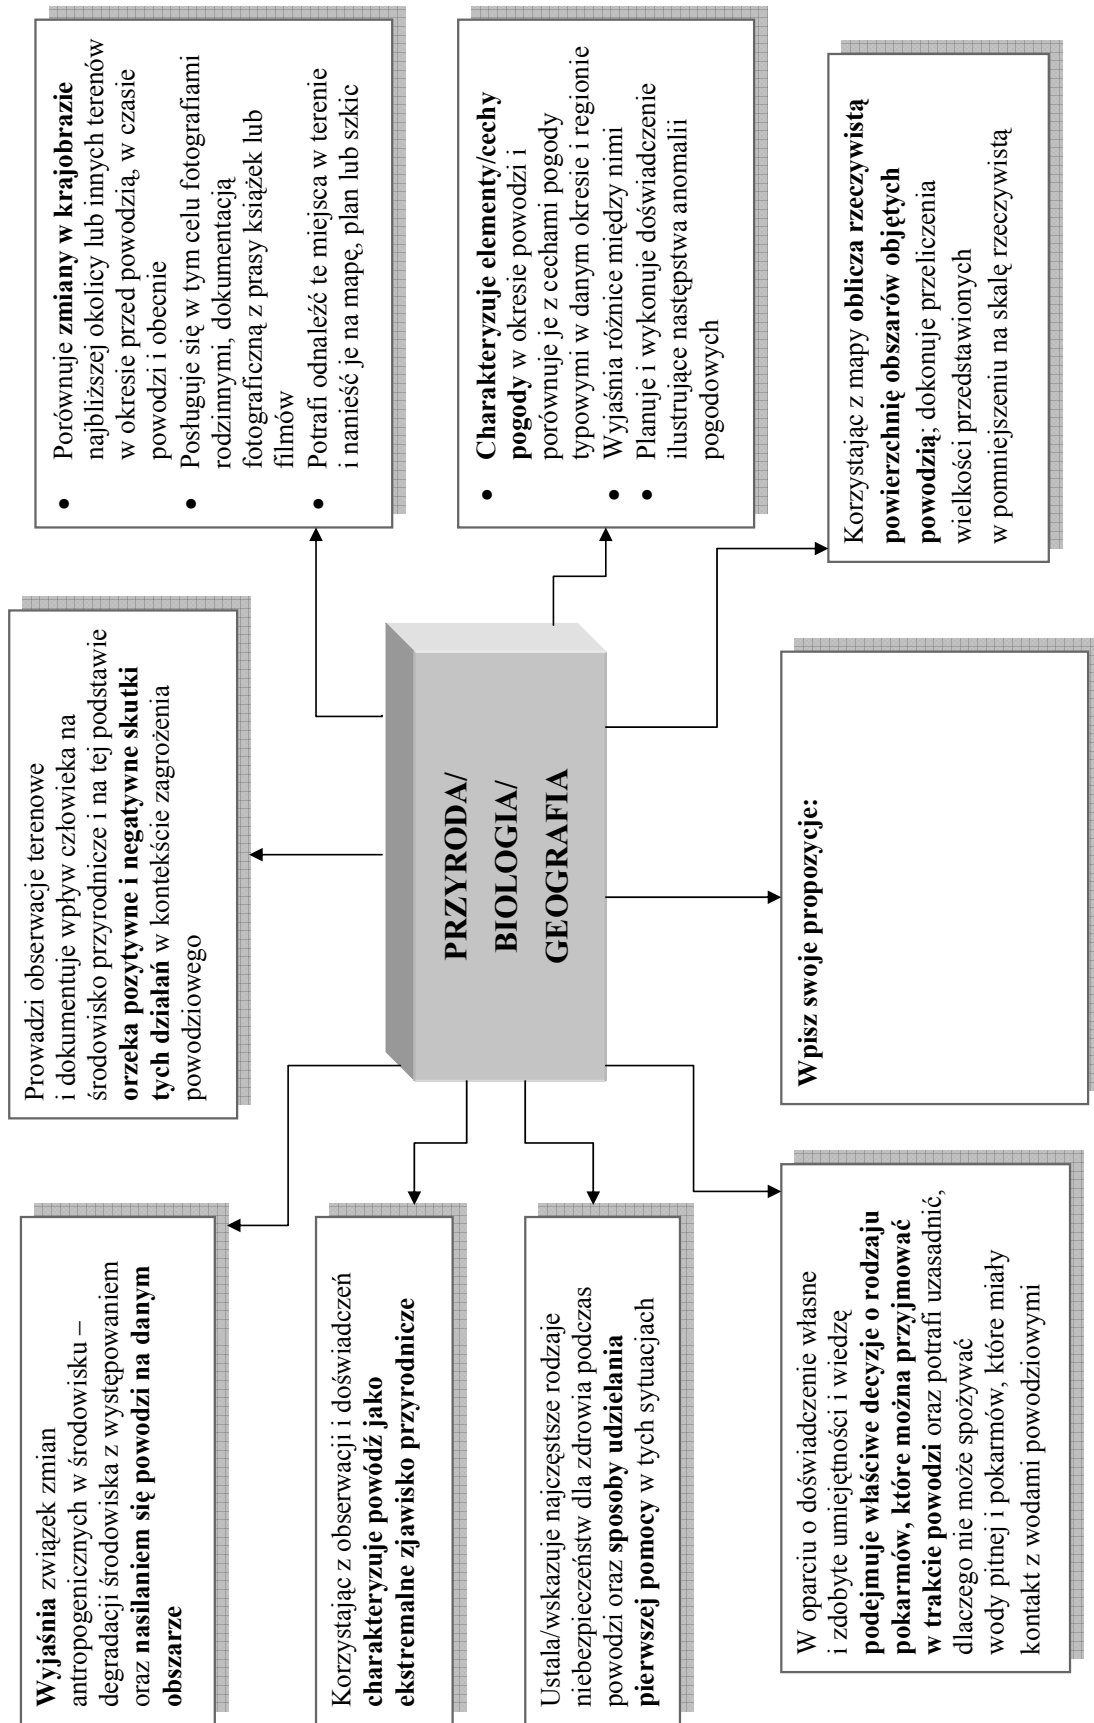 Wyjaśnia związek zmian
antropogenicznych w środowisku –
degradacji środowiska z występowaniem
oraz nasilaniem się powodzi na danym
obszarze
Prowadzi obserwacje terenowe
i dokumentuje wpływ człowieka na
środowisko przyrodnicze i na tej podstawie
orzeka pozytywne i negatywne skutki
tych działań w kontekście zagrożenia
powodziowego
• Porównuje zmiany w krajobrazie
najbliższej okolicy lub innych terenów
w okresie przed powodzią, w czasie
powodzi i obecnie
• Posługuje się w tym celu fotografiami
rodzinnymi, dokumentacją
fotograficzną z prasy książek lub
filmów
• Potrafi odnaleźć te miejsca w terenie
i nanieść je na mapę, plan lub szkic
Korzystając z obserwacji i doświadczeń
charakteryzuje powódź jako
ekstremalne zjawisko przyrodnicze
PRZYRODA/
BIOLOGIA/
GEOGRAFIA
• Charakteryzuje elementy/cechy
pogody w okresie powodzi i
porównuje je z cechami pogody
typowymi w danym okresie i regionie
• Wyjaśnia różnice między nimi
• Planuje i wykonuje doświadczenie
ilustrujące następstwa anomalii
pogodowych
Ustala/wskazuje najczęstsze rodzaje
niebezpieczeństw dla zdrowia podczas
powodzi oraz sposoby udzielania
pierwszej pomocy w tych sytuacjach
W oparciu o doświadczenie własne
i zdobyte umiejętności i wiedzę
podejmuje właściwe decyzje o rodzaju
pokarmów, które można przyjmować
w trakcie powodzi oraz potrafi uzasadnić,
dlaczego nie może spożywać
wody pitnej i pokarmów, które miały
kontakt z wodami powodziowymi
Wpisz swoje propozycje:
Korzystając z mapy oblicza rzeczywistą
powierzchnię obszarów objętych
powodzią; dokonuje przeliczenia
wielkości przedstawionych
w pomniejszeniu na skalę rzeczywistą